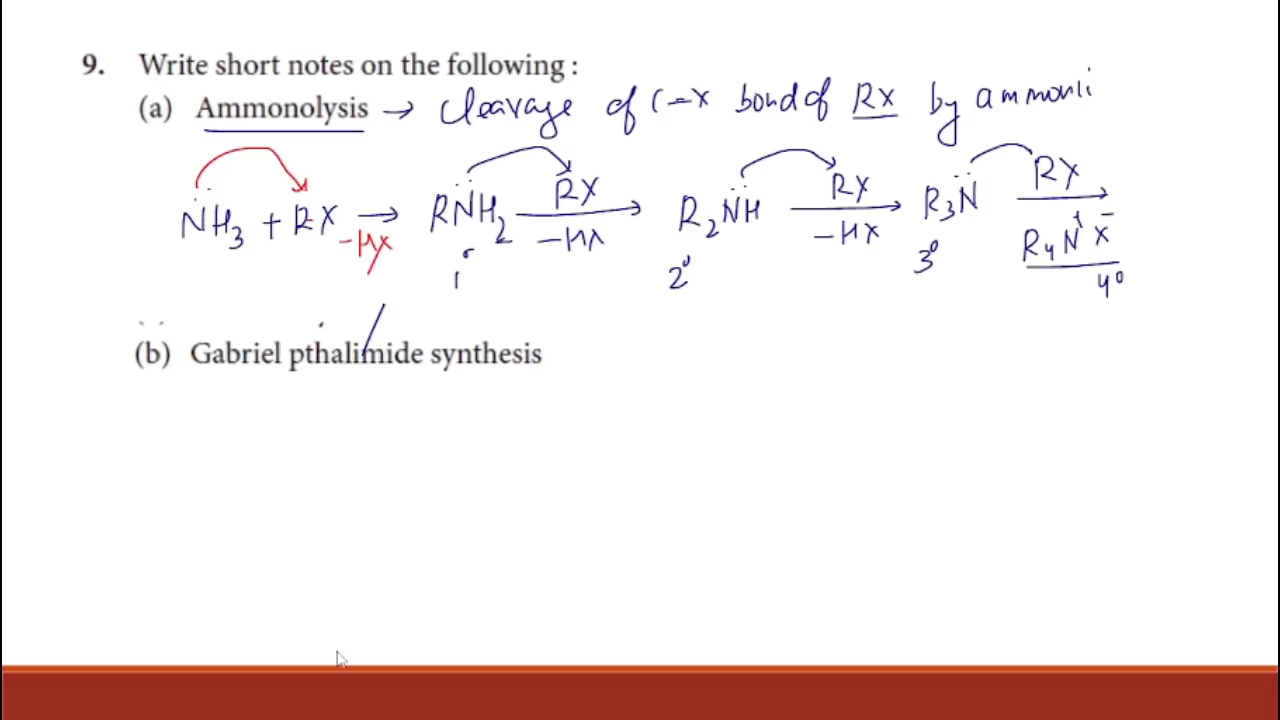 9. Write short notes on the following :
(a) Ammonolysis → Cleavage of C-X bond of RX by ammoni
NH3 + RX → RNH2 RX → R2NH RX → R3N RX →
-HX -HX -HX R4N+ X-
1° 2° 3° 4°
(b) Gabriel pthalimide synthesis